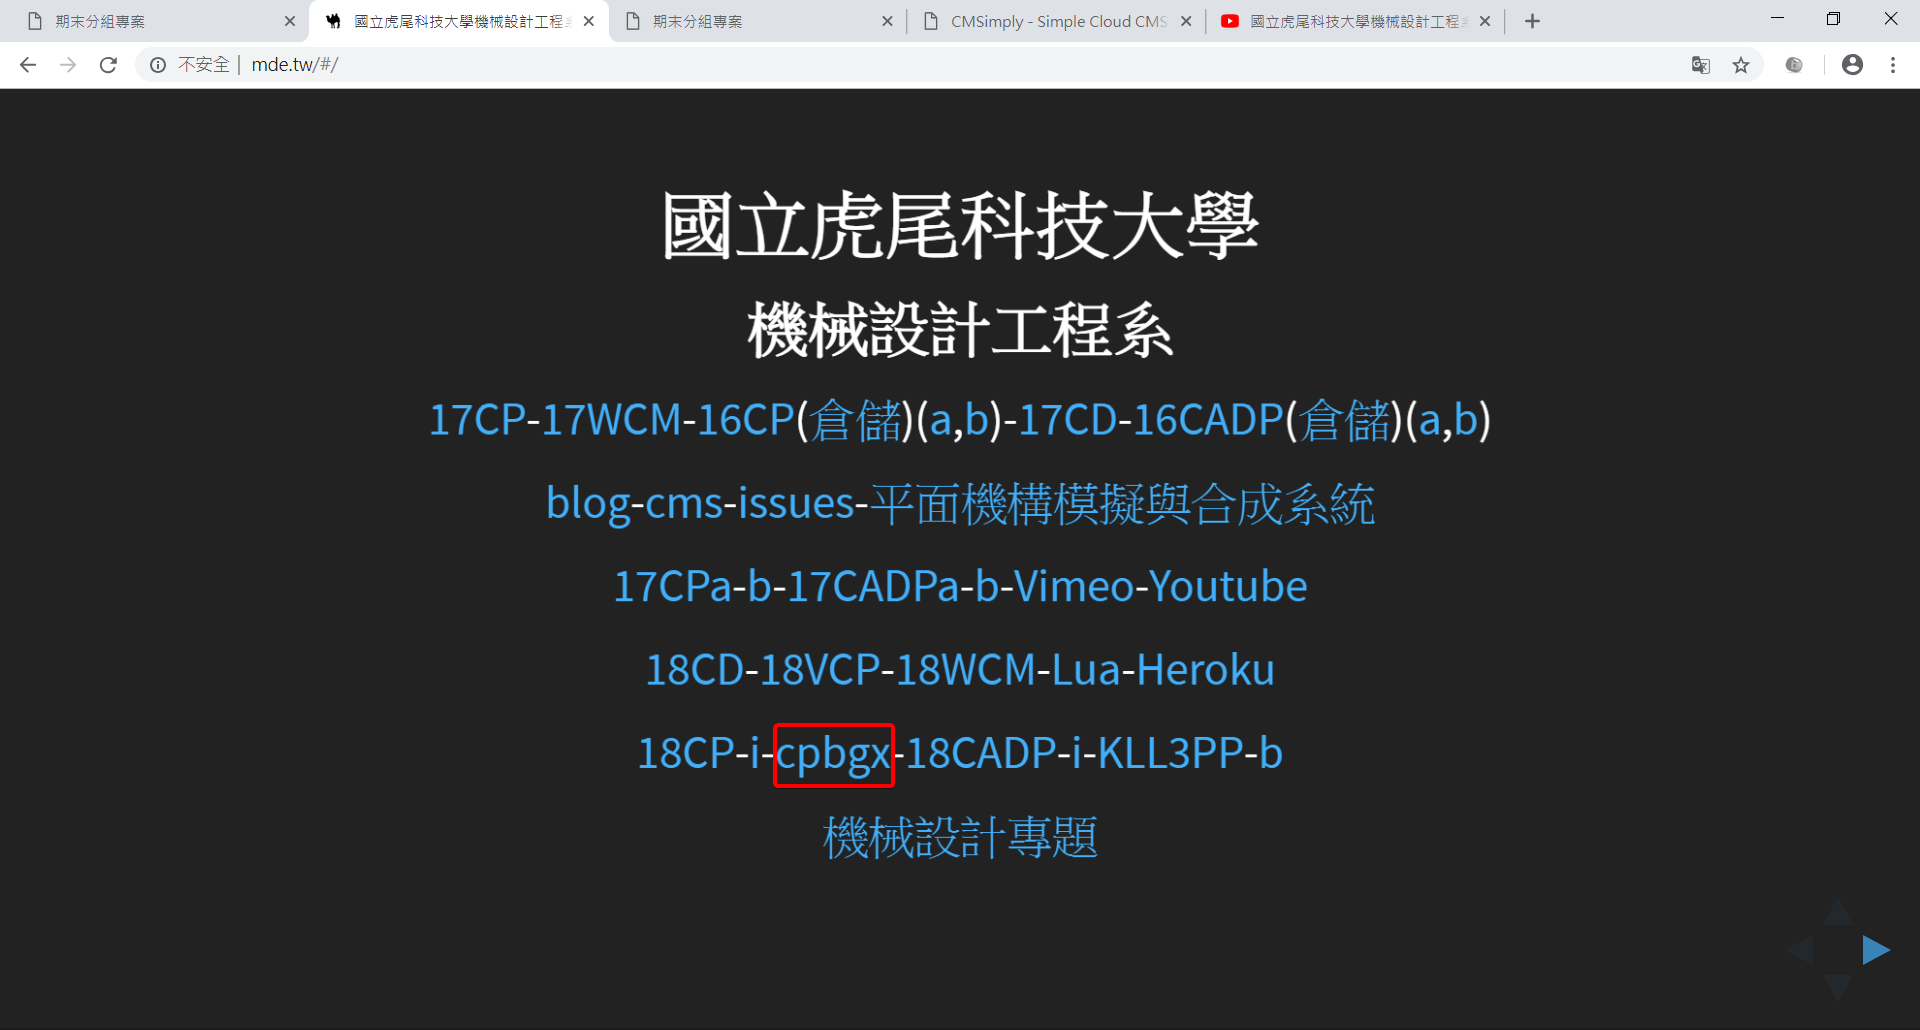 期末分組專案
國立虎尾科技大學機械設計工程
期末分組專案
CMSimply - Simple Cloud CMS
國立虎尾科技大學機械設計工程
不安全 | mde.tw/#/
國立虎尾科技大學
機械設計工程系
17CP-17WCM-16CP(倉儲)(a,b)-17CD-16CADP(倉儲)(a,b)
blog-cms-issues-平面機構模擬與合成系統
17CPa-b-17CADPa-b-Vimeo-Youtube
18CD-18VCP-18WCM-Lua-Heroku
18CP-i-cpbgx-18CADP-i-KLL3PP-b
機械設計專題